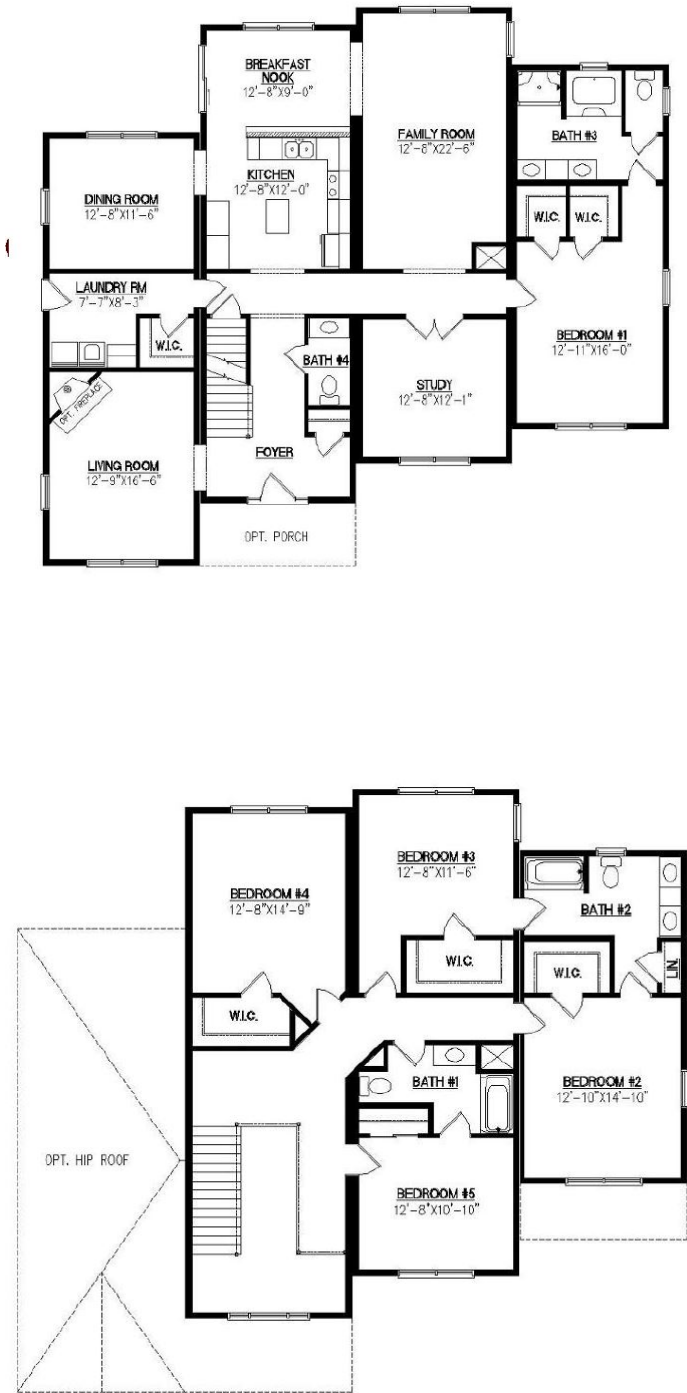 BREAKFAST
NOOK
12'-8"X9'-0"
FAMILY ROOM
12'-8"X22'-6"
BATH #3
KITCHEN
12'-8"X12'-0"
DINING ROOM
12'-8"X11'-6"
W.I.C.
W.I.C.
LAUNDRY RM
7'-7"X8'-3"
W.I.C.
BATH #4
BEDROOM #1
12'-11"X16'-0"
STUDY
12'-8"X12'-1"
OPT. FIREPLACE
LIVING ROOM
12'-9"X16'-6"
FOYER
OPT. PORCH
BEDROOM #3
12'-8"X11'-6"
BEDROOM #4
12'-8"X14'-9"
BATH #2
W.I.C.
W.I.C.
LIN.
W.I.C.
BATH #1
BEDROOM #2
12'-10"X14'-10"
OPT. HIP ROOF
BEDROOM #5
12'-8"X10'-10"